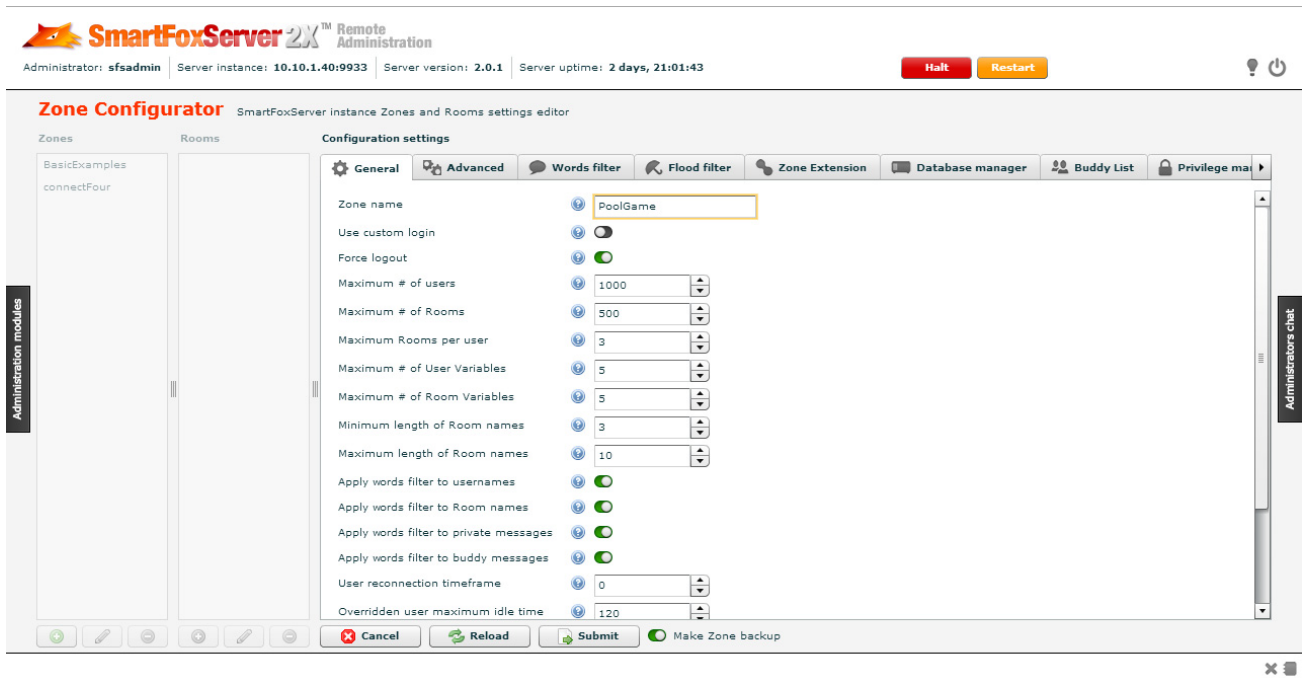 SmartFoxServer 2X™ Remote Administration
Administrator: sfsadmin Server instance: 10.10.1.40:9933 Server version: 2.0.1 Server uptime: 2 days, 21:01:43 Halt Restart
Zone Configurator SmartFoxServer instance Zones and Rooms settings editor
Zones Rooms Configuration settings
BasicExamples
connectFour
General Advanced Words filter Flood filter Zone Extension Database manager Buddy List Privilege mai
Zone name PoolGame
Use custom login
Force logout
Maximum # of users 1000
Maximum # of Rooms 500
Maximum Rooms per user 3
Maximum # of User Variables 5
Maximum # of Room Variables 5
Minimum length of Room names 3
Maximum length of Room names 10
Apply words filter to usernames
Apply words filter to Room names
Apply words filter to private messages
Apply words filter to buddy messages
User reconnection timeframe 0
Overridden user maximum idle time 120
Cancel Reload Submit Make Zone backup
Administration modules
Administrators chat